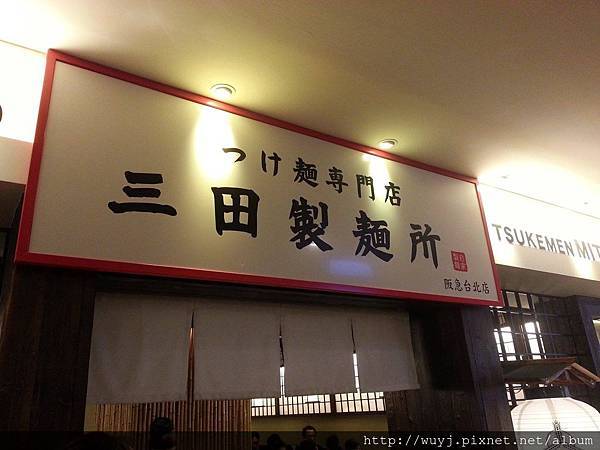 つけ麺専門店
三田製麺所
阪急台北店
TSUKEMEN MIT
http://wuyj.pixnet.net/album